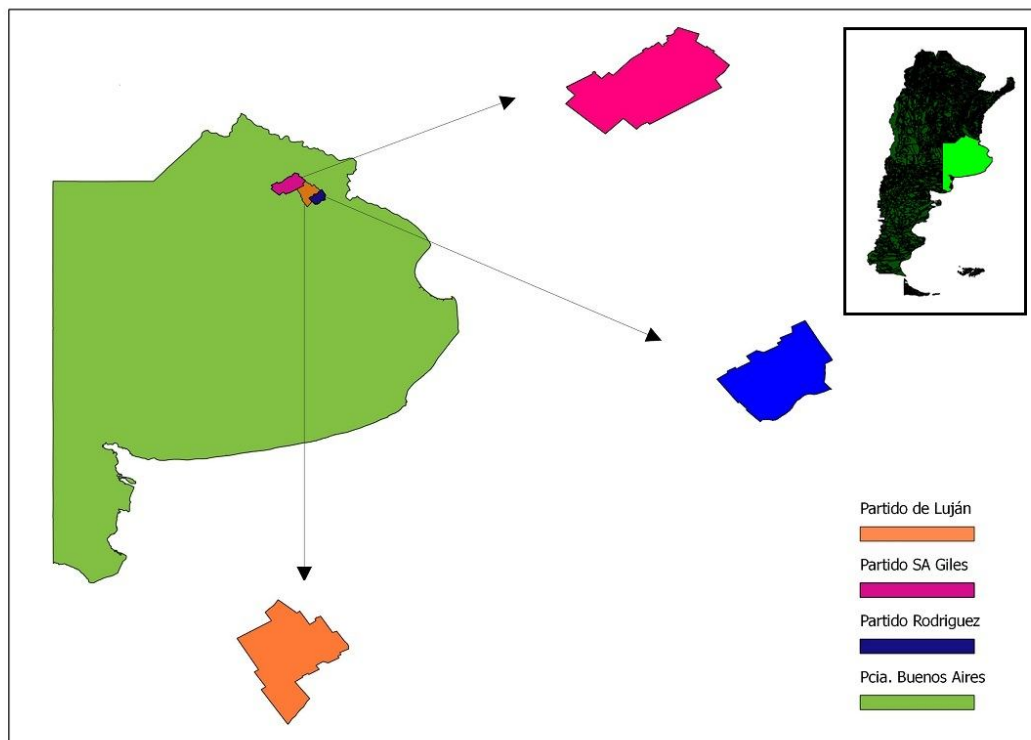 Partido de Luján
Partido SA Giles
Partido Rodriguez
Pcia. Buenos Aires